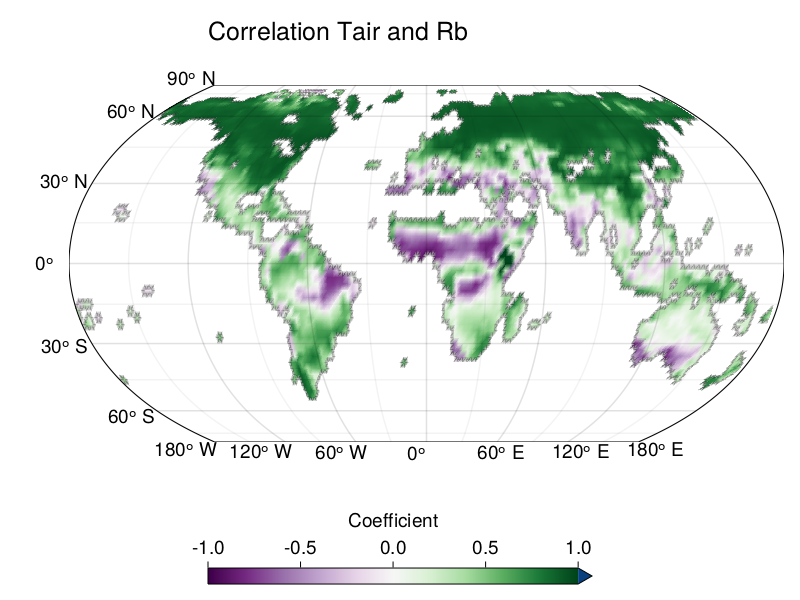 Correlation Tair and Rb
90° N
60° N
30° N
0°
30° S
60° S
180° W 120° W 60° W 0° 60° E 120° E 180° E
Coefficient
-1.0 -0.5 0.0 0.5 1.0